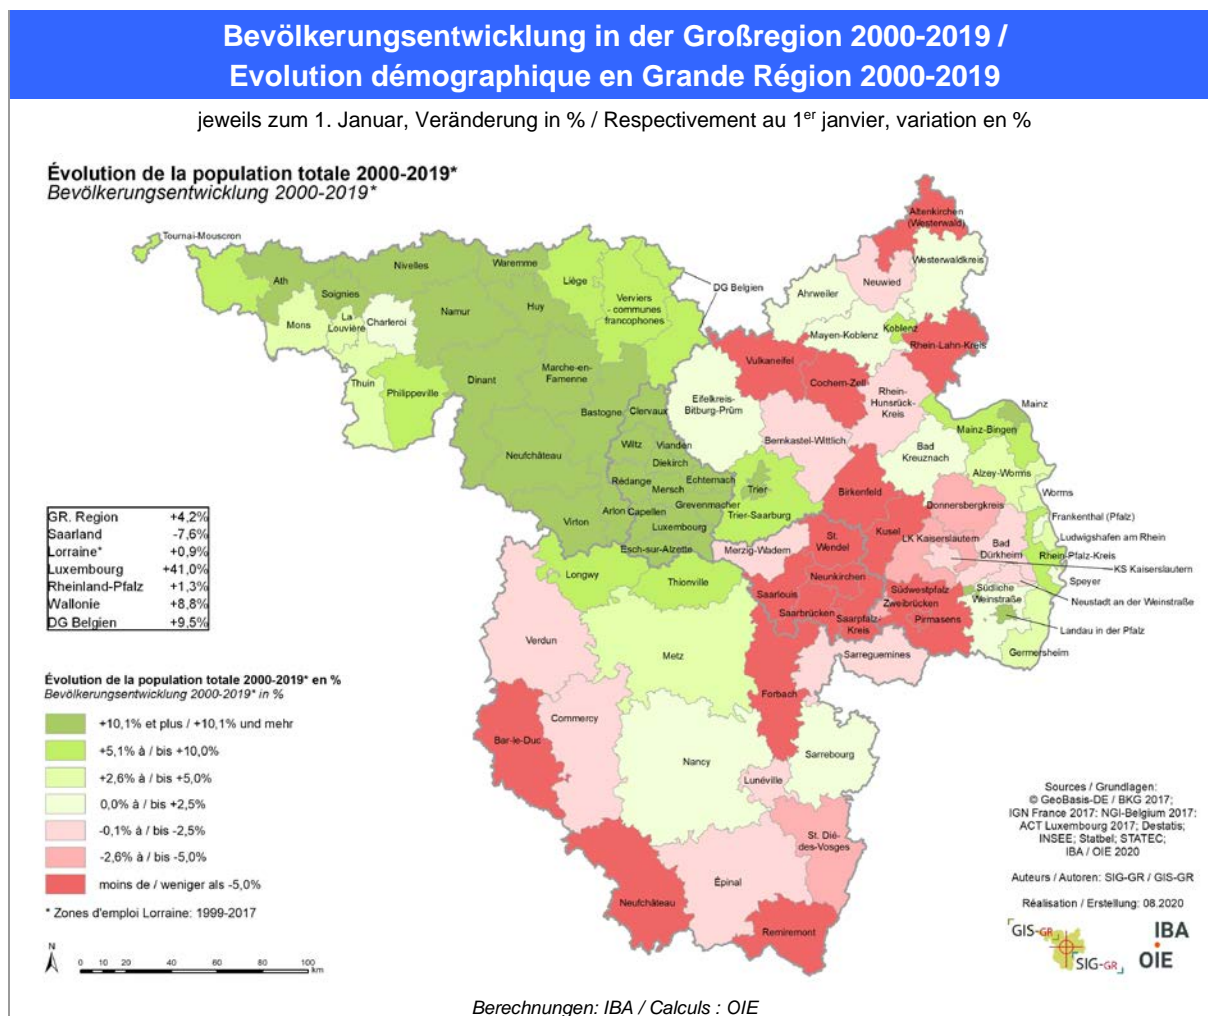 Bevölkerungsentwicklung in der Großregion 2000-2019 /
Evolution démographique en Grande Région 2000-2019
jeweils zum 1. Januar, Veränderung in % / Respectivement au 1er janvier, variation en %
Évolution de la population totale 2000-2019*
Bevölkerungsentwicklung 2000-2019*
Tournai-Mouscron
Ath
Soignies
Nivelles
Waremme
Liège
Verviers
- communes
francophones
DG Belgien
Mons
La
Louvière
Charleroi
Namur
Huy
Thuin
Philippeville
Dinant
Marche-en-
Famenne
Bastogne
Neufchâteau
Virton
Arlon
Clervaux
Wiltz
Vianden
Diekirch
Rédange
Echternach
Mersch
Grevenmacher
Capellen
Luxembourg
Esch-sur-Alzette
Altenkirchen
(Westerwald)
Westerwaldkreis
Neuwied
Ahrweiler
Mayen-Koblenz
Koblenz
Rhein-Lahn-Kreis
Vulkaneifel
Cochem-Zell
Rhein-
Hunsrück-
Kreis
Eifelkreis-
Bitburg-Prüm
Bernkastel-Wittlich
Mainz
Mainz-Bingen
Bad
Kreuznach
Alzey-Worms
Trier
Trier-Saarburg
Birkenfeld
Worms
Donnersbergkreis
Frankenthal (Pfalz)
Kusel
LK Kaiserslautern
Bad
Dürkheim
Ludwigshafen am Rhein
Rhein-Pfalz-Kreis
KS Kaiserslautern
Speyer
Neustadt an der Weinstraße
Merzig-Wadern
St.
Wendel
Neunkirchen
Saarlouis
Saarbrücken
Saarpfalz-
Kreis
Südwestpfalz
Zweibrücken
Pirmasens
Südliche
Weinstraße
Landau in der Pfalz
Germersheim
Longwy
Thionville
Verdun
Metz
Forbach
Sarreguemines
Commercy
Bar-le-Duc
Nancy
Sarrebourg
Lunéville
St. Dié-
des-Vosges
Épinal
Neufchâteau
Remiremont
GR. Region +4,2%
Saarland -7,6%
Lorraine* +0,9%
Luxembourg +41,0%
Rheinland-Pfalz +1,3%
Wallonie +8,8%
DG Belgien +9,5%
Évolution de la population totale 2000-2019* en %
Bevölkerungsentwicklung 2000-2019* in %
+10,1% et plus / +10,1% und mehr
+5,1% à / bis +10,0%
+2,6% à / bis +5,0%
0,0% à / bis +2,5%
-0,1% à / bis -2,5%
-2,6% à / bis -5,0%
moins de / weniger als -5,0%
* Zones d'emploi Lorraine: 1999-2017
N
0 10 20 40 60 80 100
km
Sources / Grundlagen:
© GeoBasis-DE / BKG 2017;
IGN France 2017: NGI-Belgium 2017:
ACT Luxembourg 2017; Destatis;
INSEE; Statbel; STATEC;
IBA / OIE 2020
Auteurs / Autoren: SIG-GR / GIS-GR
Réalisation / Erstellung: 08.2020
GIS-GR
SIG-GR
IBA
OIE
Berechnungen: IBA / Calculs : OIE